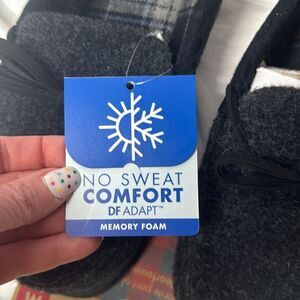 NO SWEAT
COMFORT
DF ADAPT™
MEMORY FOAM